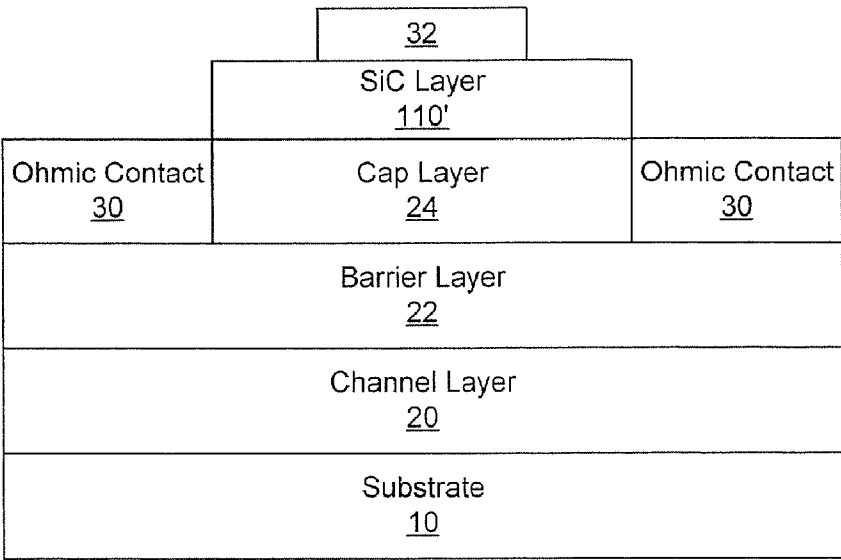 32
SiC Layer
110'
Ohmic Contact
30
Cap Layer
24
Ohmic Contact
30
Barrier Layer
22
Channel Layer
20
Substrate
10